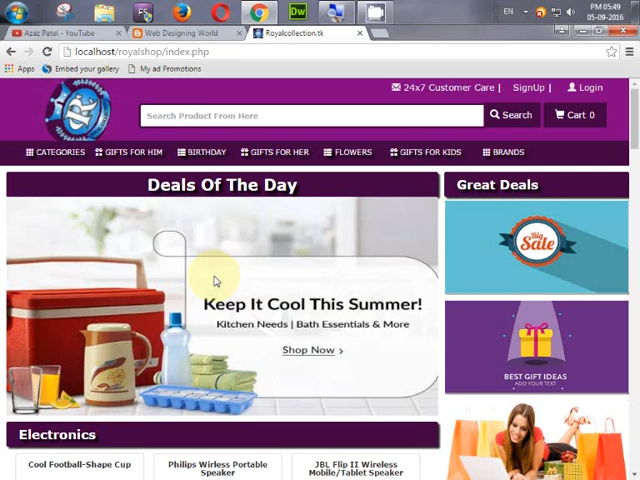 EN
PM 05:49
05-09-2016
Azaz Patel - YouTube
Web Designing World
Royalcollection.tk
localhost/royalshop/index.php
Apps
Embed your gallery
My ad Promotions
24x7 Customer Care |
SignUp |
Login
Search Product From Here
Search
Cart 0
CATEGORIES
GIFTS FOR HIM
BIRTHDAY
GIFTS FOR HER
FLOWERS
GIFTS FOR KIDS
BRANDS
Deals Of The Day
Great Deals
Big
Sale
Keep It Cool This Summer!
Kitchen Needs | Bath Essentials & More
Shop Now >
BEST GIFT IDEAS
ADD YOUR TEXT
Electronics
Cool Football-Shape Cup
Philips Wirless Portable
Speaker
JBL Flip II Wireless
Mobile/Tablet Speaker